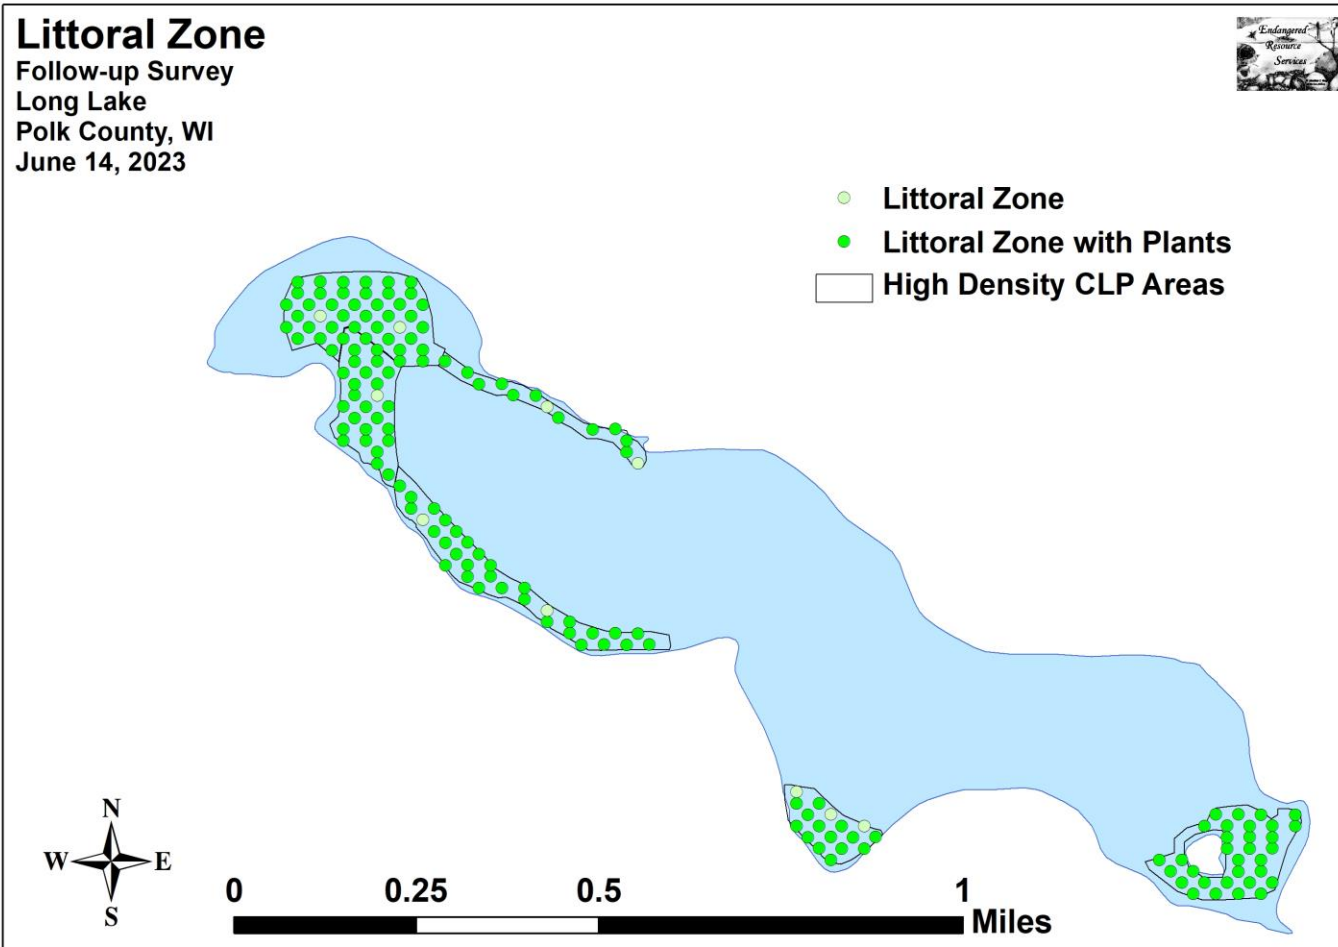 Littoral Zone
Follow-up Survey
Long Lake
Polk County, WI
June 14, 2023
Endangered
Resource
Services
Littoral Zone
Littoral Zone with Plants
High Density CLP Areas
N
W E
S
0 0.25 0.5 1
Miles